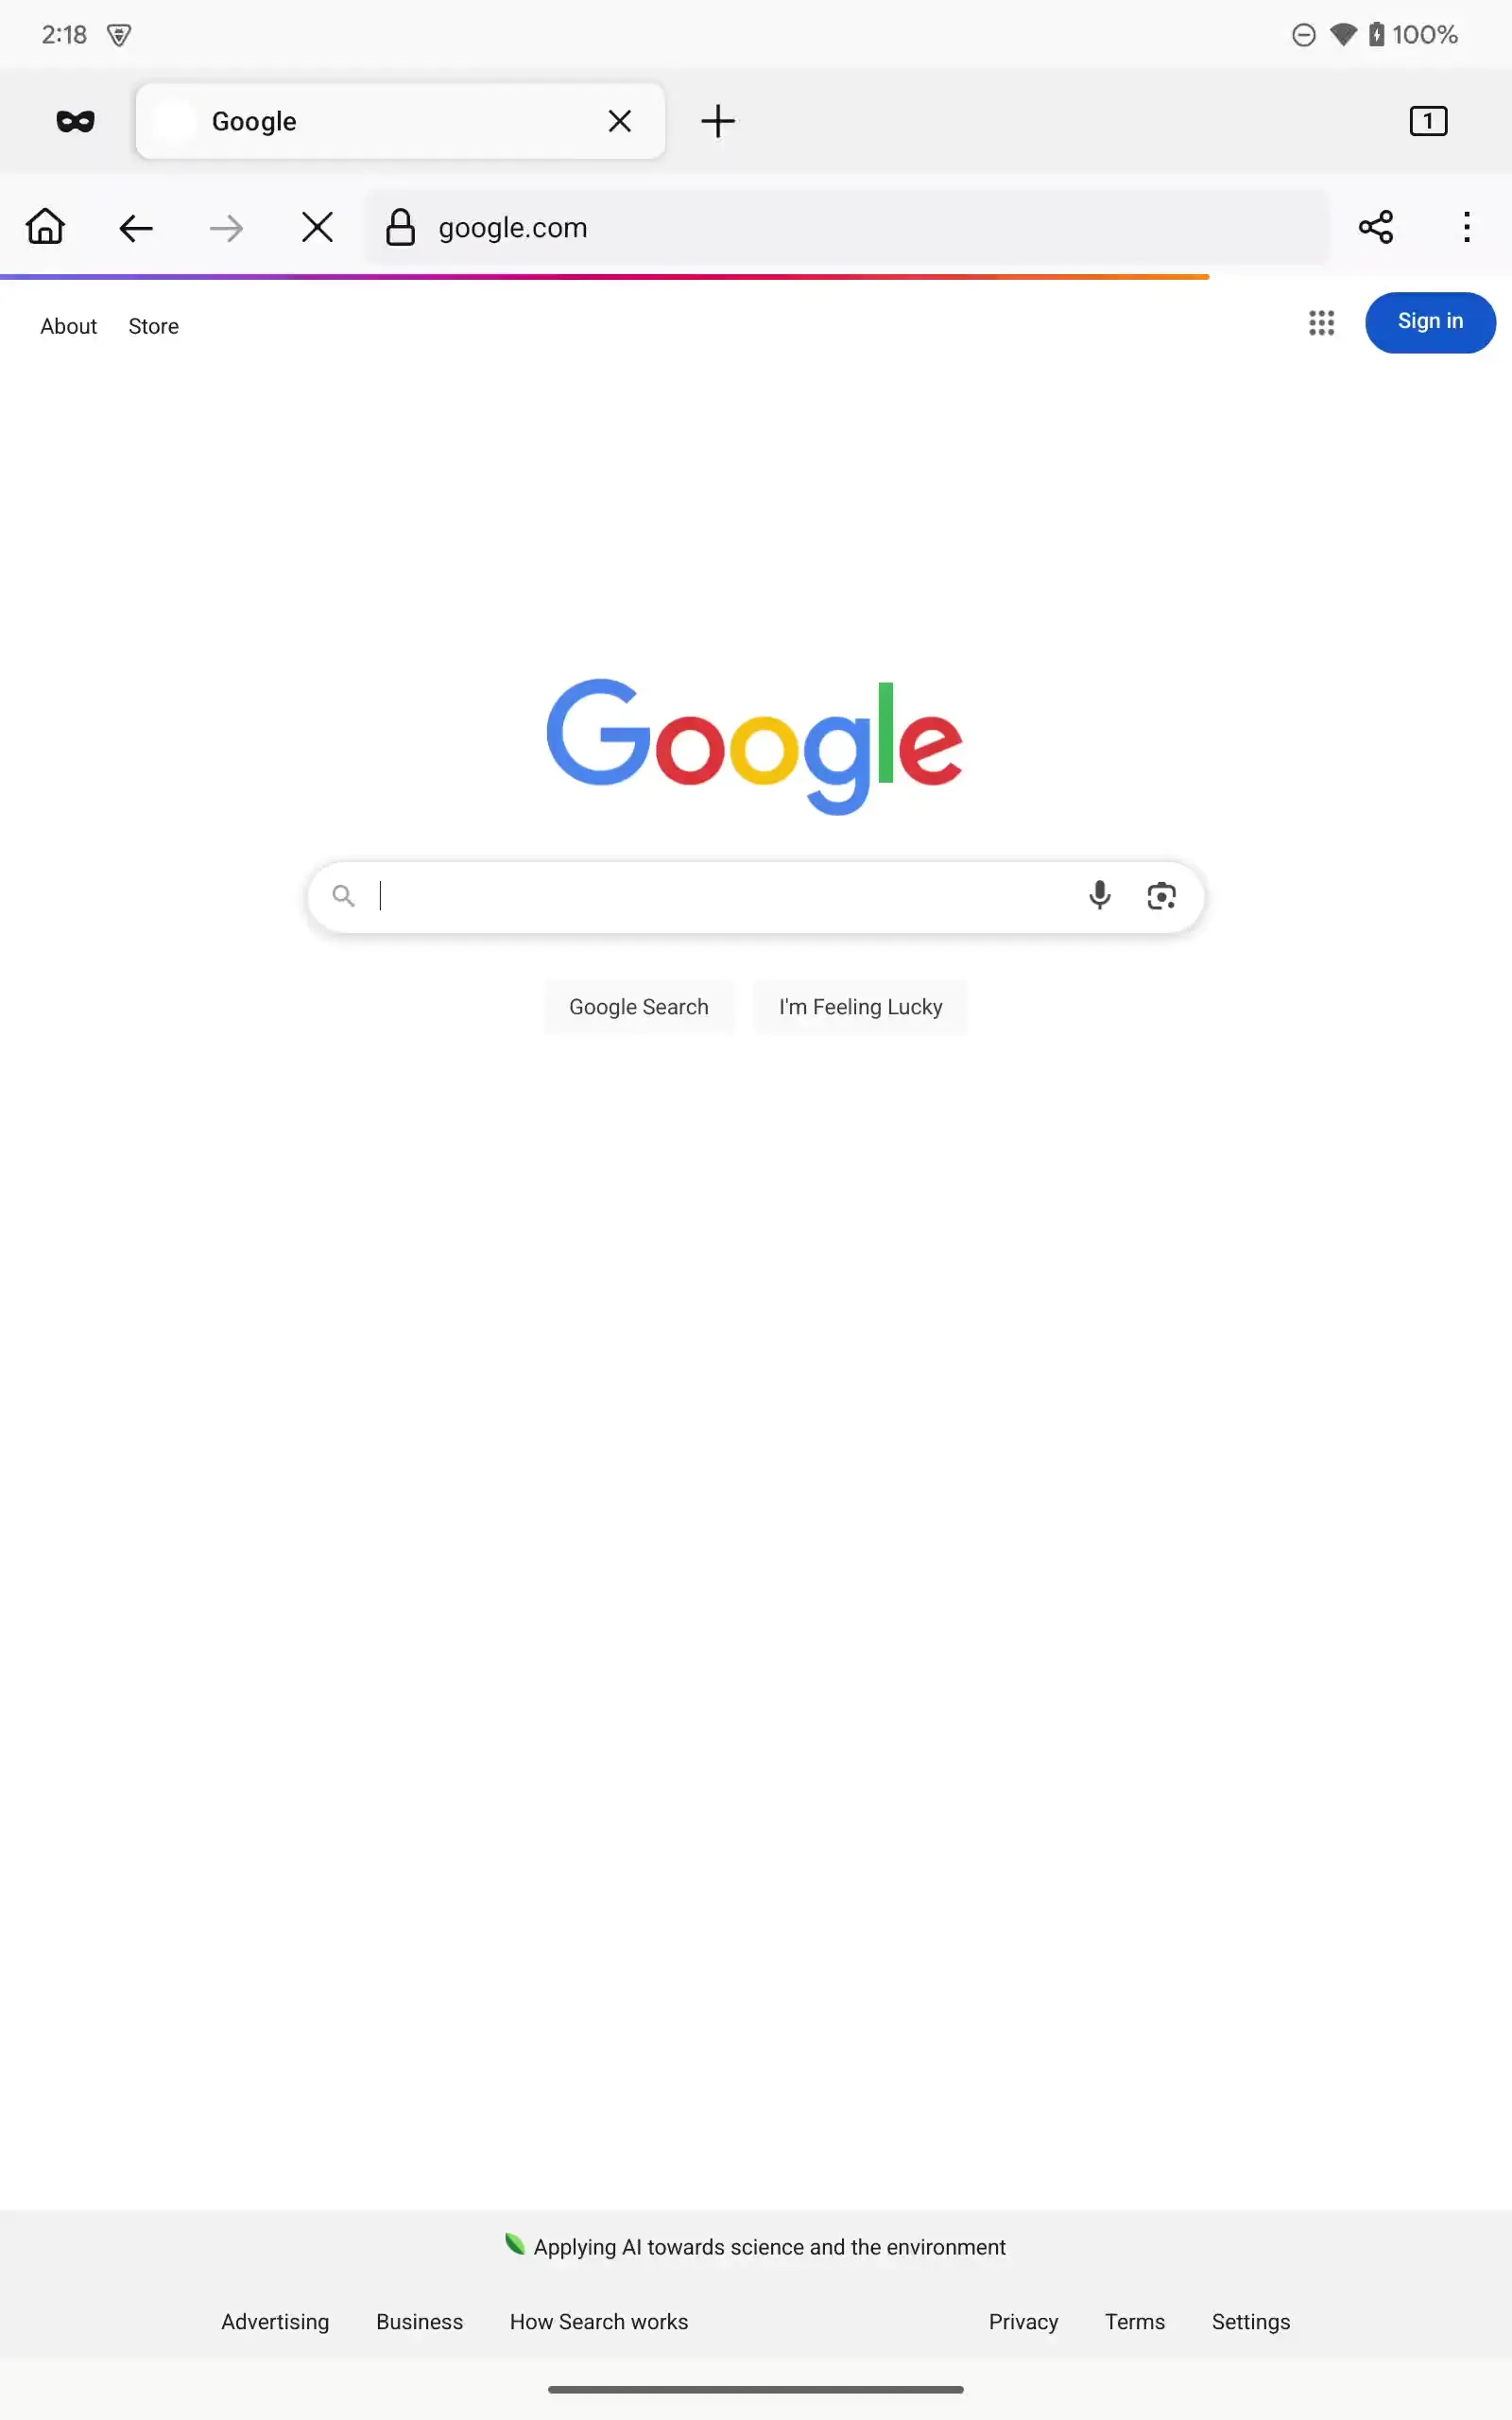 2:18
100%
Google
1
google.com
About Store
Sign in
Google
Google Search I'm Feeling Lucky
Applying AI towards science and the environment
Advertising Business How Search works Privacy Terms Settings